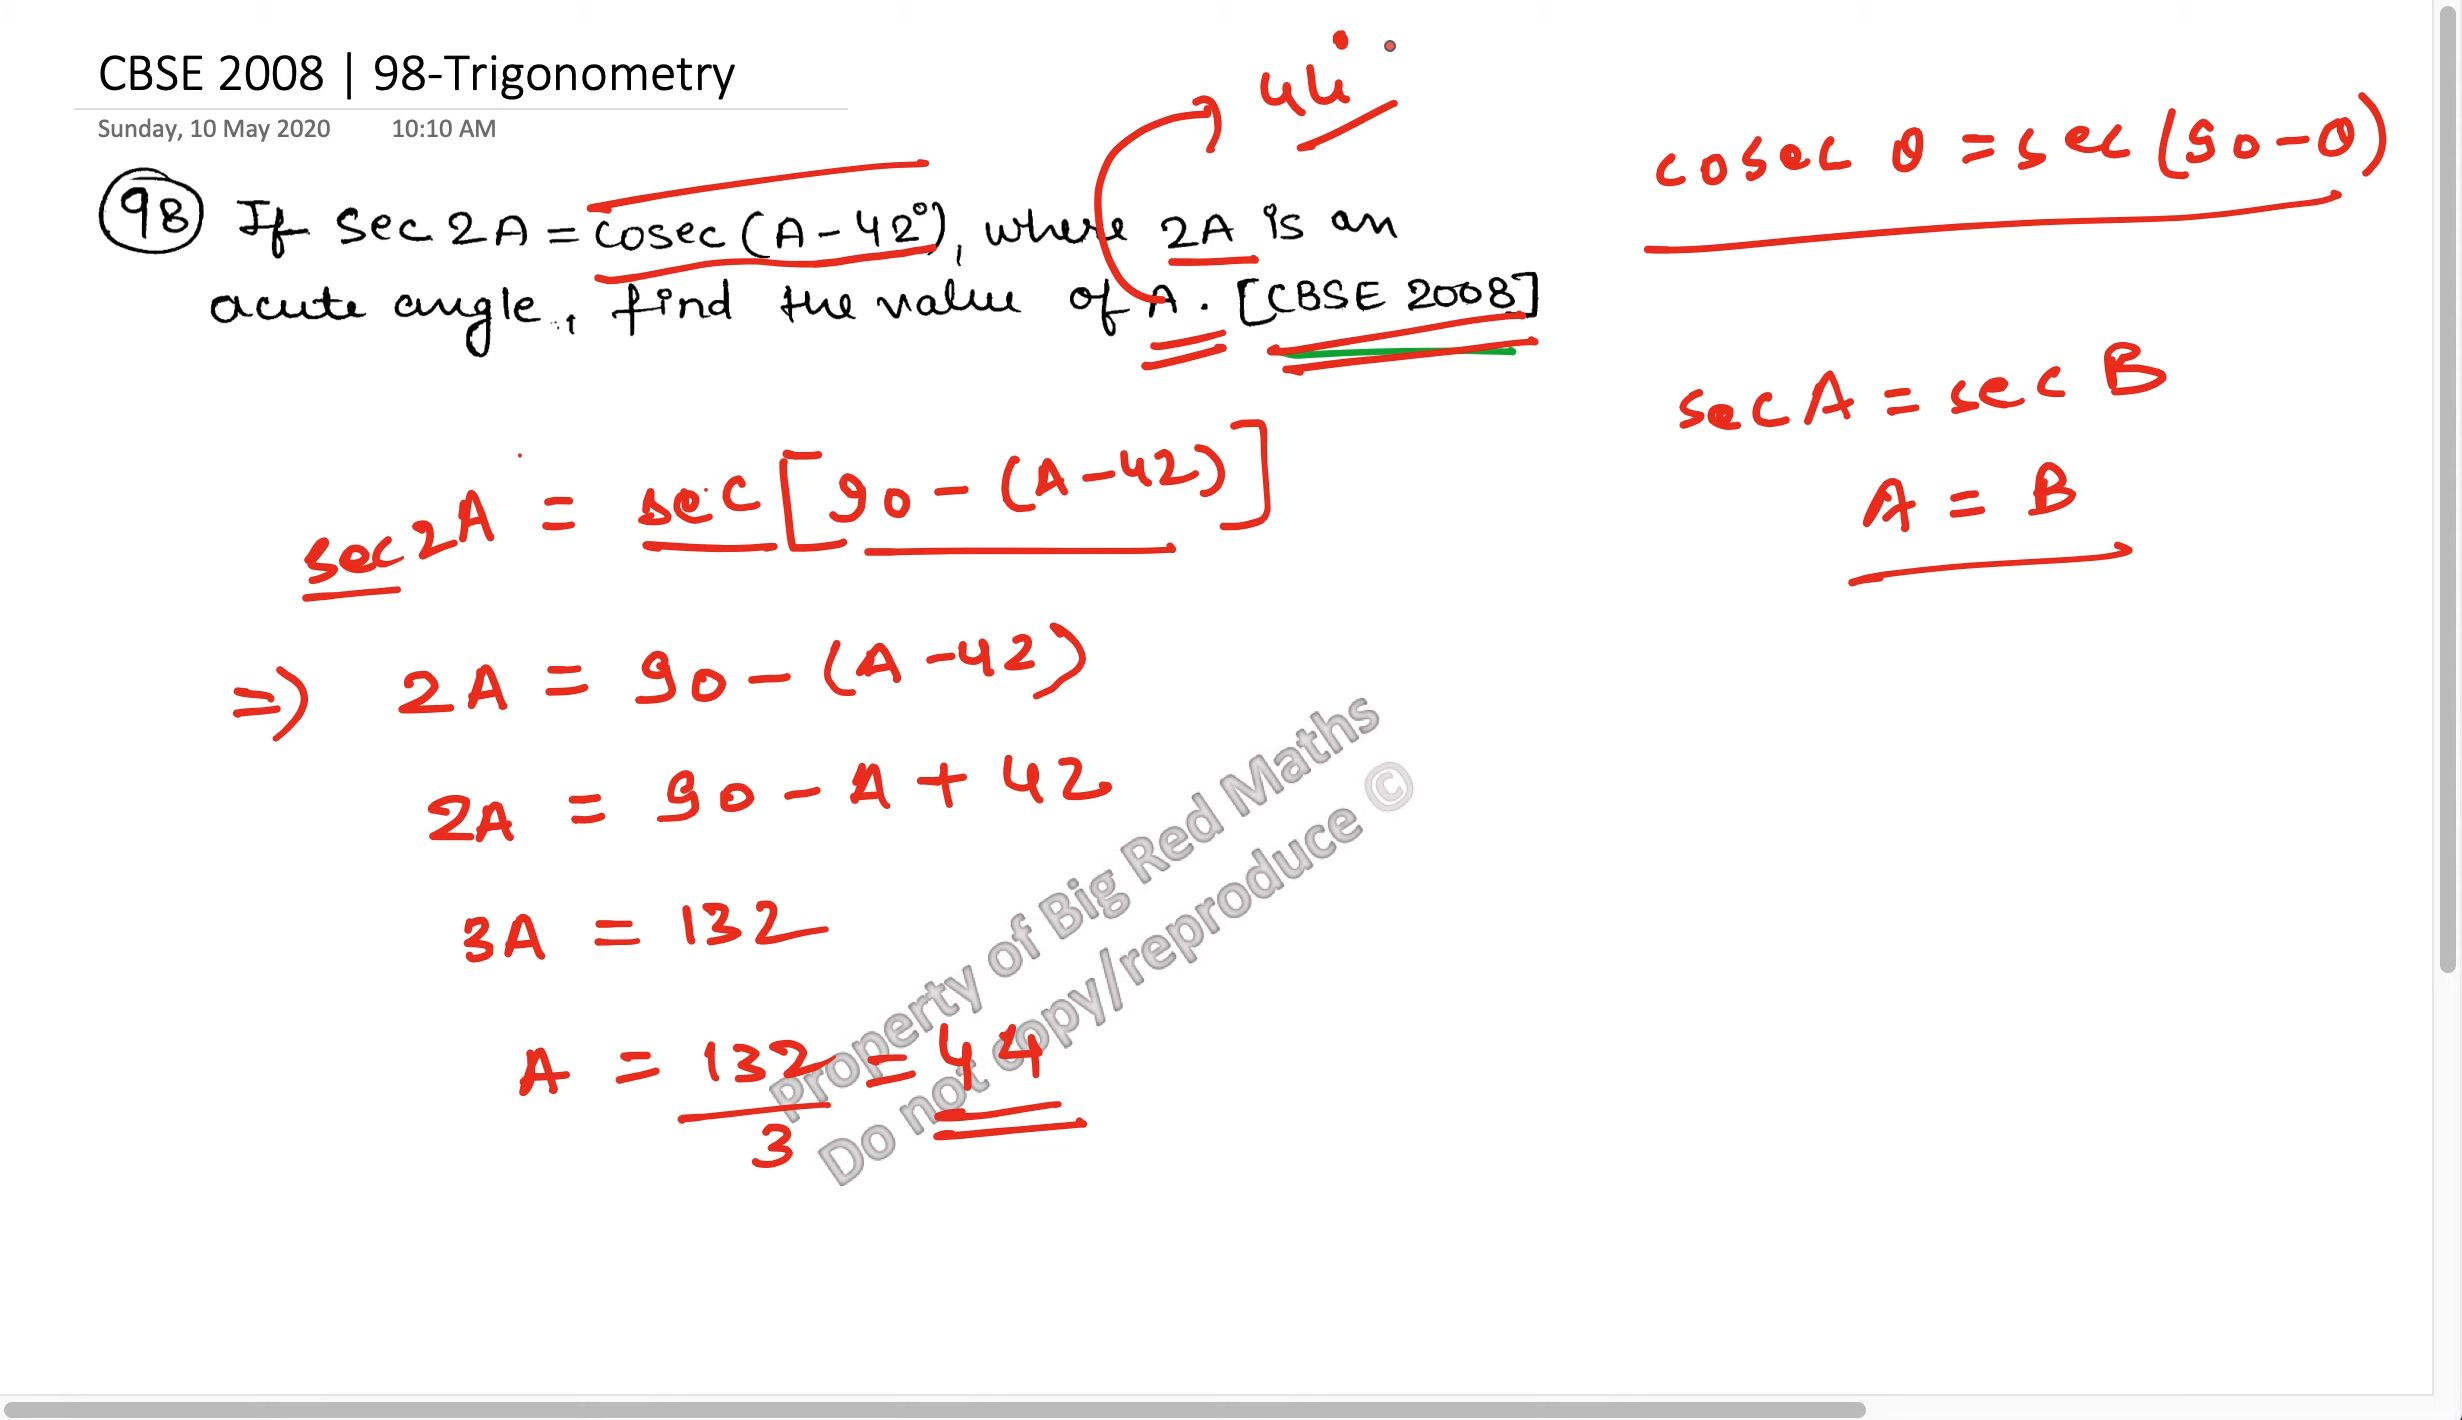 CBSE 2008 | 98-Trigonometry
Sunday, 10 May 2020 10:10 AM
44°
cosec θ = sec (90-θ)
98 If sec 2A = cosec (A-42°), where 2A is an
acute angle, find the value of A. [CBSE 2008]
sec A = sec B
A = B
sec 2A = sec [90 - (A-42)]
=) 2A = 90 - (A-42)
2A = 90 - A + 42
3A = 132
A = 132/3 = 44
Property of Big Red Maths
Do not copy/reproduce ©